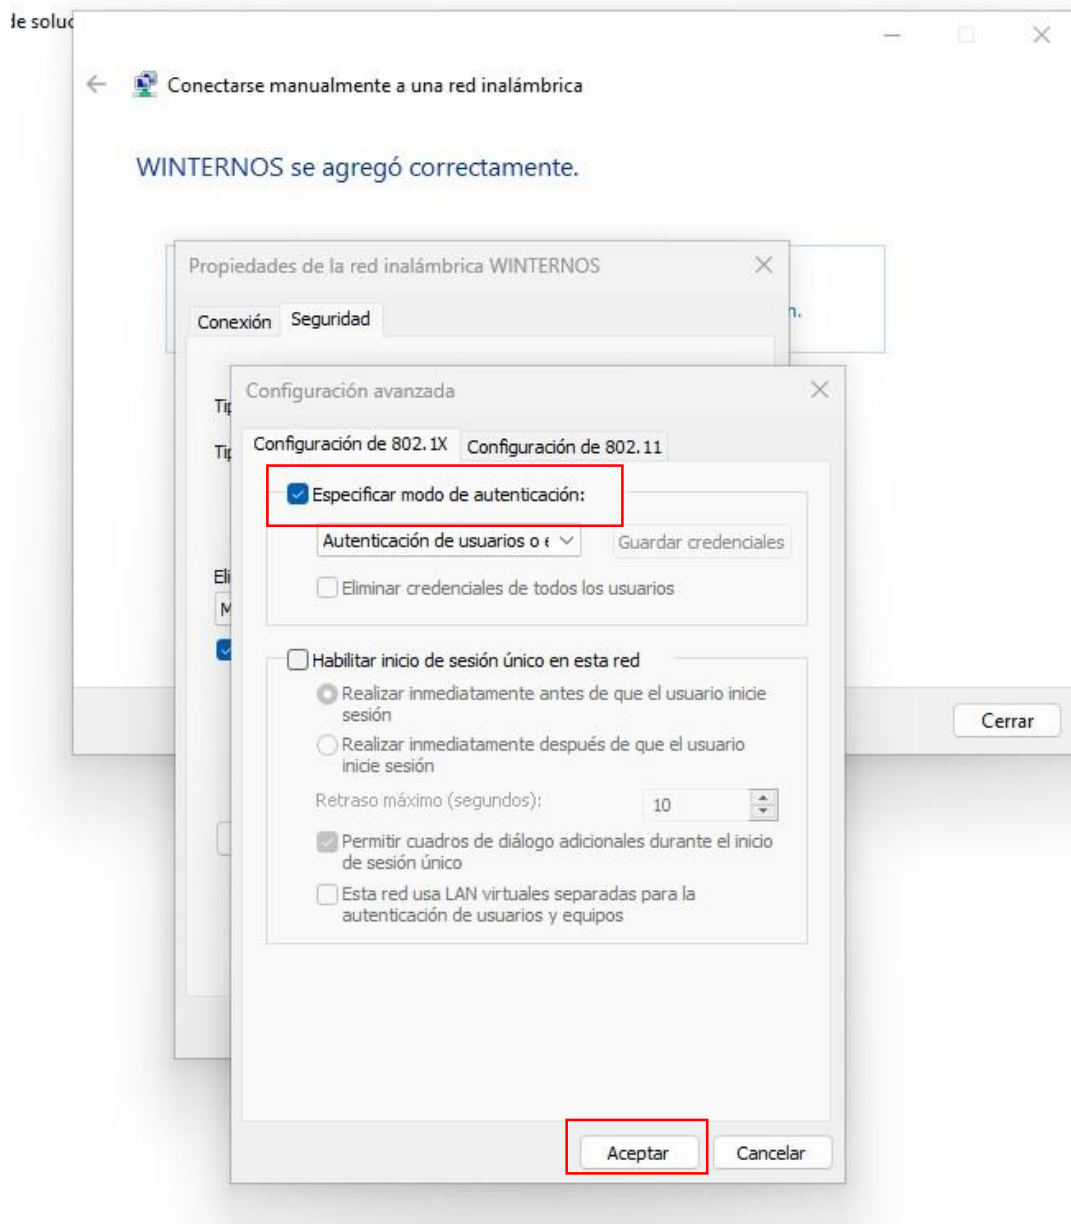 Conectarse manualmente a una red inalámbrica
WINTERNOS se agregó correctamente.
Propiedades de la red inalámbrica WINTERNOS
Conexión Seguridad
Configuración avanzada
Configuración de 802.1X Configuración de 802.11
Especificar modo de autenticación:
Autenticación de usuarios o
Guardar credenciales
Eliminar credenciales de todos los usuarios
Habilitar inicio de sesión único en esta red
Realizar inmediatamente antes de que el usuario inicie
sesión
Realizar inmediatamente después de que el usuario
inicie sesión
Retraso máximo (segundos): 10
Permitir cuadros de diálogo adicionales durante el inicio
de sesión único
Esta red usa LAN virtuales separadas para la
autenticación de usuarios y equipos
Cerrar
Aceptar Cancelar